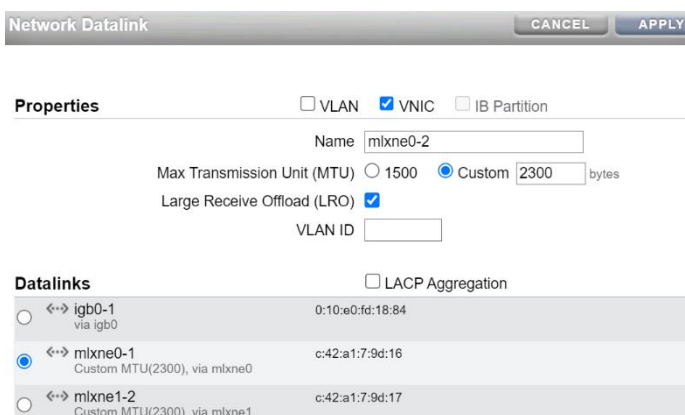 Network Datalink CANCEL APPLY
Properties VLAN VNIC IB Partition
Name mlxne0-2
Max Transmission Unit (MTU) 1500 Custom 2300 bytes
Large Receive Offload (LRO)
VLAN ID
Datalinks LACP Aggregation
igb0-1 0:10:e0:fd:18:84
via igb0
mlxne0-1 c:42:a1:7:9d:16
Custom MTU(2300), via mlxne0
mlxne1-2 c:42:a1:7:9d:17
Custom MTU(2300), via mlxne1